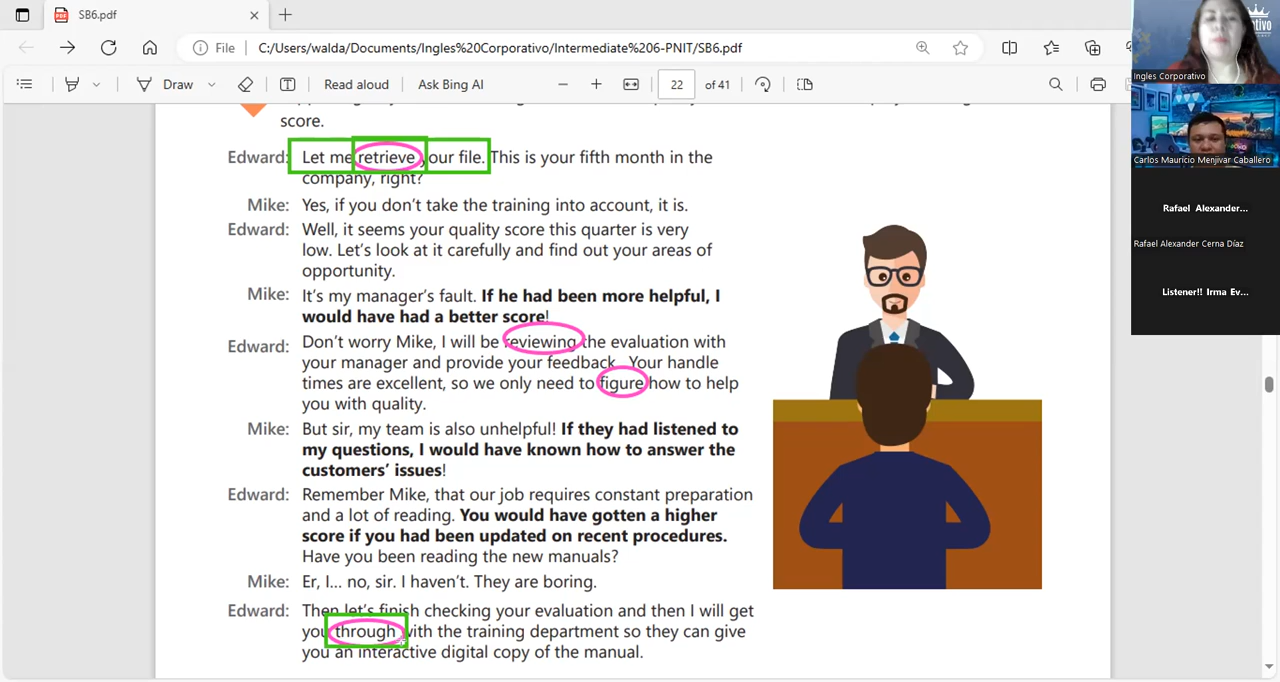 SB6.pdf
File C:/Users/walda/Documents/Ingles%20Corporativo/Intermediate%206-PNIT/SB6.pdf
Draw Read aloud Ask Bing AI 22 of 41
score.
Edward: Let me retrieve your file. This is your fifth month in the
company, right?
Mike: Yes, if you don’t take the training into account, it is.
Edward: Well, it seems your quality score this quarter is very
low. Let’s look at it carefully and find out your areas of
opportunity.
Mike: It’s my manager’s fault. If he had been more helpful, I
would have had a better score!
Edward: Don’t worry Mike, I will be reviewing the evaluation with
your manager and provide your feedback. Your handle
times are excellent, so we only need to figure how to help
you with quality.
Mike: But sir, my team is also unhelpful! If they had listened to
my questions, I would have known how to answer the
customers’ issues!
Edward: Remember Mike, that our job requires constant preparation
and a lot of reading. You would have gotten a higher
score if you had been updated on recent procedures.
Have you been reading the new manuals?
Mike: Er, I... no, sir. I haven’t. They are boring.
Edward: Then let’s finish checking your evaluation and then I will get
you through with the training department so they can give
you an interactive digital copy of the manual.
Ingles Corporativo
Carlos Mauricio Menjivar Caballero
Rafael Alexander...
Rafael Alexander Cerna Díaz
Listener!! Irma Ev...